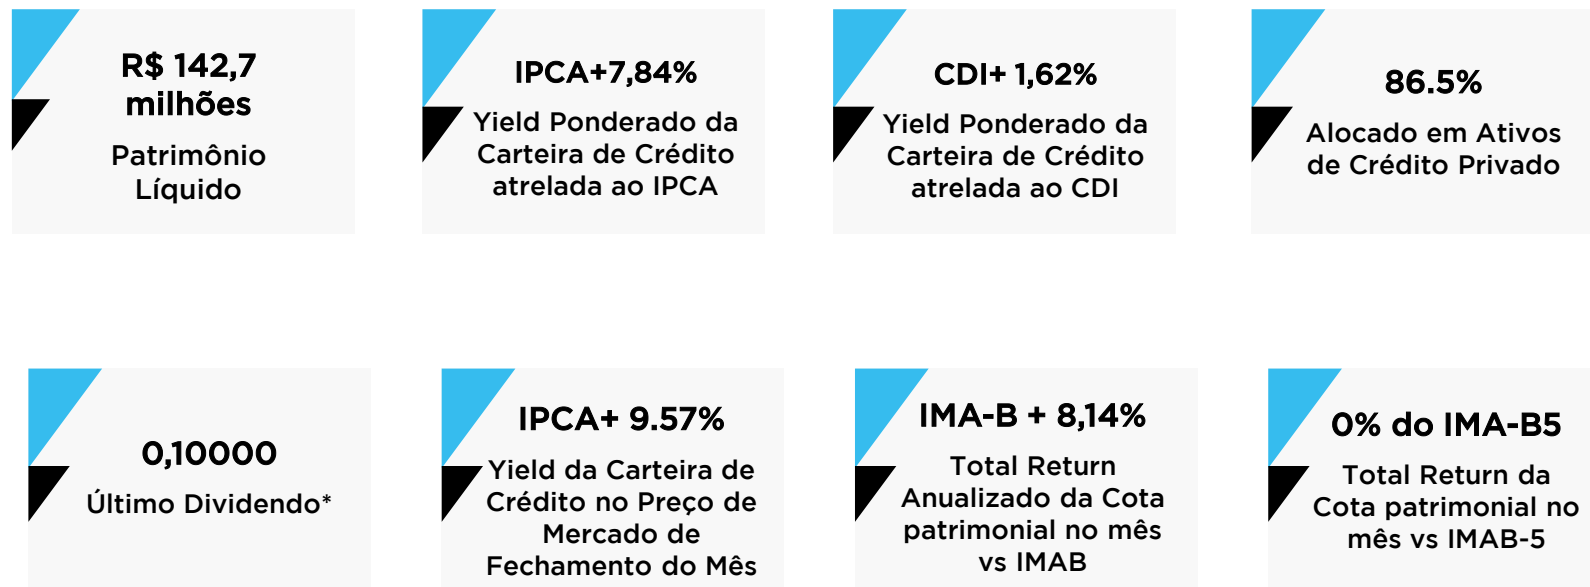 R$ 142,7
milhões
Patrimônio
Líquido
IPCA+7,84%
Yield Ponderado da
Carteira de Crédito
atrelada ao IPCA
CDI+ 1,62%
Yield Ponderado da
Carteira de Crédito
atrelada ao CDI
86.5%
Alocado em Ativos
de Crédito Privado
0,10000
Último Dividendo*
IPCA+ 9.57%
Yield da Carteira de
Crédito no Preço de
Mercado de
Fechamento do Mês
IMA-B + 8,14%
Total Return
Anualizado da Cota
patrimonial no mês
vs IMAB
0% do IMA-B5
Total Return da
Cota patrimonial no
mês vs IMAB-5